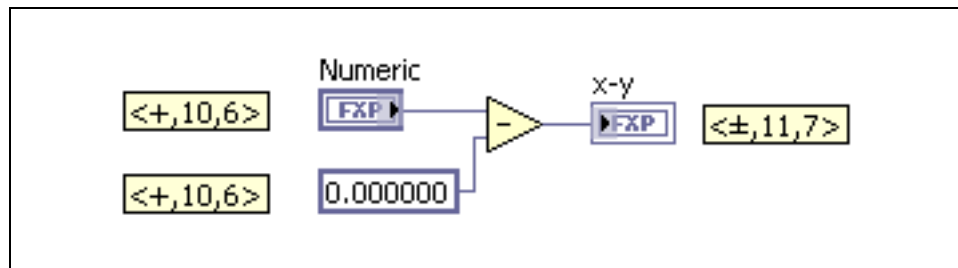 Numeric
<+,10,6>
FXP
−
x-y
FXP
<±,11,7>
<+,10,6>
0.000000